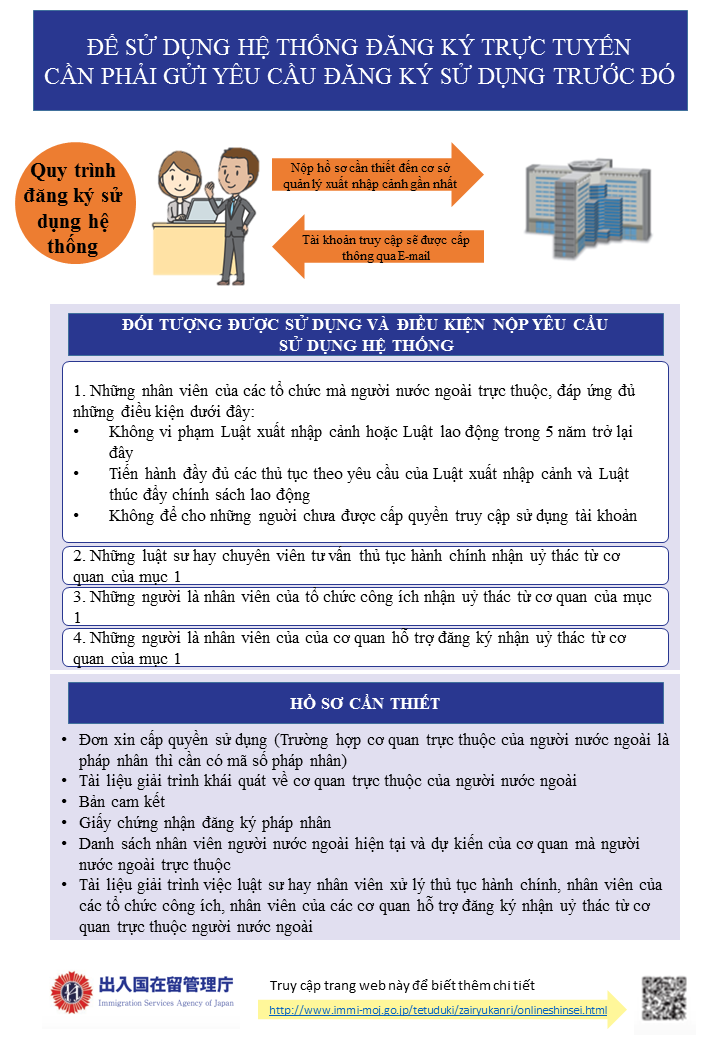 ĐỂ SỬ DỤNG HỆ THỐNG ĐĂNG KÝ TRỰC TUYẾN
CẦN PHẢI GỬI YÊU CẦU ĐĂNG KÝ SỬ DỤNG TRƯỚC ĐÓ
Quy trình
đăng ký sử
dụng hệ
thống
Nộp hồ sơ cần thiết đến cơ sở
quản lý xuất nhập cảnh gần nhất
Tài khoản truy cập sẽ được cấp
thông qua E-mail
ĐỐI TƯỢNG ĐƯỢC SỬ DỤNG VÀ ĐIỀU KIỆN NỘP YÊU CẦU
SỬ DỤNG HỆ THỐNG
1. Những nhân viên của các tổ chức mà người nước ngoài trực thuộc, đáp ứng đủ
những điều kiện dưới đây:
• Không vi phạm Luật xuất nhập cảnh hoặc Luật lao động trong 5 năm trở lại
đây
• Tiến hành đầy đủ các thủ tục theo yêu cầu của Luật xuất nhập cảnh và Luật
thúc đẩy chính sách lao động
• Không để cho những người chưa được cấp quyền truy cập sử dụng tài khoản
2. Những luật sư hay chuyên viên tư vấn thủ tục hành chính nhận uỷ thác từ cơ
quan của mục 1
3. Những người là nhân viên của tổ chức công ích nhận uỷ thác từ cơ quan của mục
1
4. Những người là nhân viên của của cơ quan hỗ trợ đăng ký nhận uỷ thác từ cơ
quan của mục 1
HỒ SƠ CẦN THIẾT
• Đơn xin cấp quyền sử dụng (Trường hợp cơ quan trực thuộc của người nước ngoài là
pháp nhân thì cần có mã số pháp nhân)
• Tài liệu giải trình khái quát về cơ quan trực thuộc của người nước ngoài
• Bản cam kết
• Giấy chứng nhận đăng ký pháp nhân
• Danh sách nhân viên người nước ngoài hiện tại và dự kiến của cơ quan mà người
nước ngoài trực thuộc
• Tài liệu giải trình việc luật sư hay nhân viên xử lý thủ tục hành chính, nhân viên của
các tổ chức công ích, nhân viên của các cơ quan hỗ trợ đăng ký nhận uỷ thác từ cơ
quan trực thuộc người nước ngoài
出入国在留管理庁
Immigration Services Agency of Japan
Truy cập trang web này để biết thêm chi tiết
http://www.immi-moj.go.jp/tetuduki/zairyukanri/onlineshinsei.html